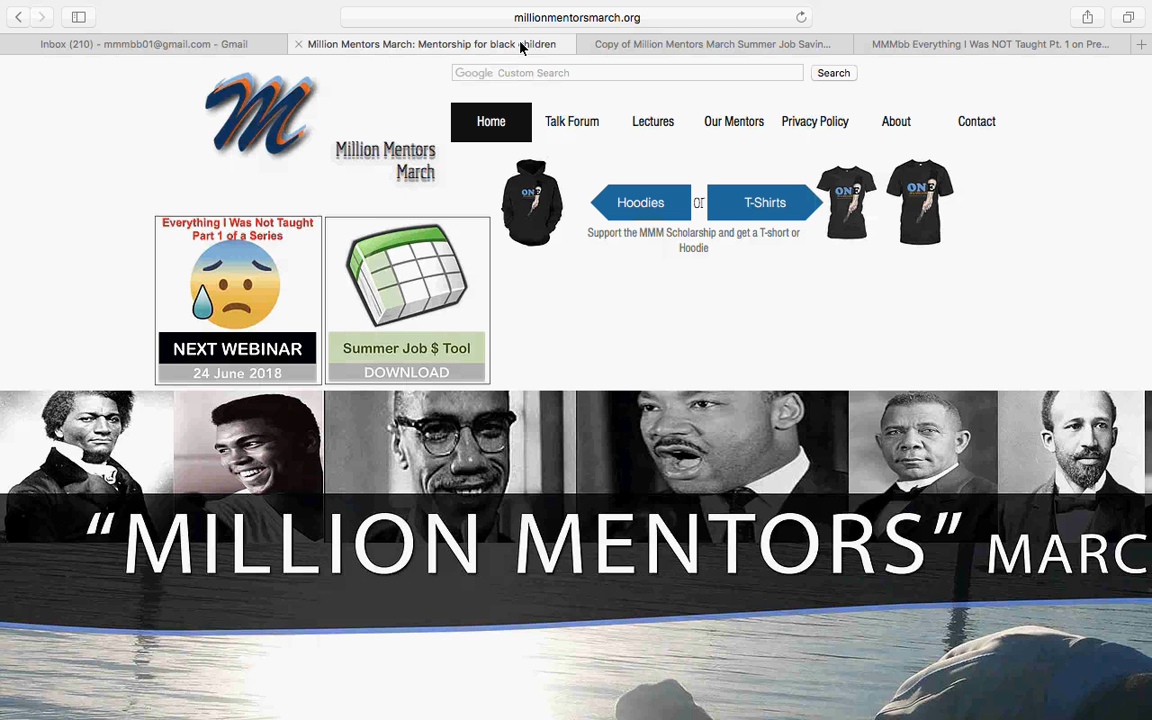 millionmentorsmarch.org
Inbox (210) - mmmbb01@gmail.com - Gmail
Million Mentors March: Mentorship for black children
Copy of Million Mentors March Summer Job Savin...
MMMbb Everything I Was NOT Taught Pt. 1 on Pre...
Google Custom Search
Search
Million Mentors
March
Home
Talk Forum
Lectures
Our Mentors
Privacy Policy
About
Contact
ON
Hoodies
or
T-Shirts
ON
ON
Support the MMM Scholarship and get a T-short or
Hoodie
Everything I Was Not Taught
Part 1 of a Series
NEXT WEBINAR
24 June 2018
Summer Job $ Tool
DOWNLOAD
“MILLION MENTORS” MARC